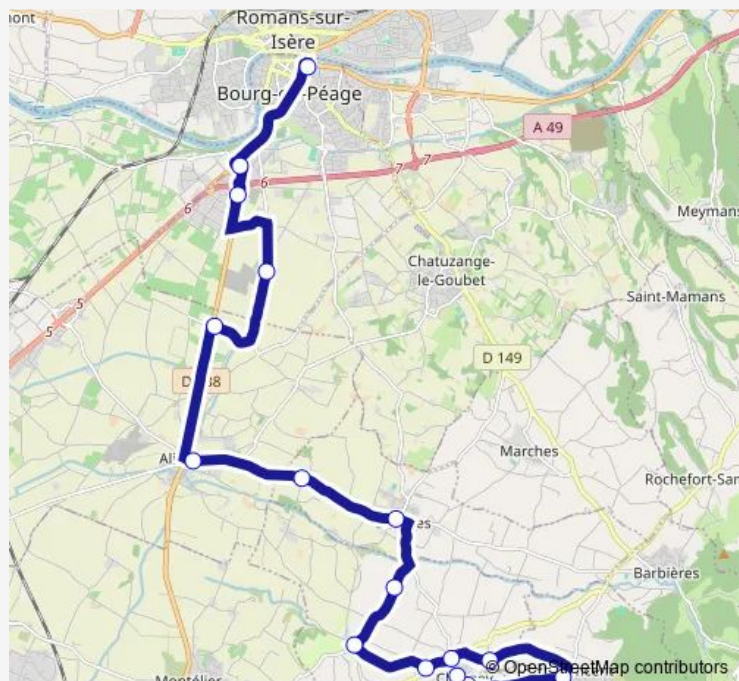 Romans-sur-
Isère
Bourg-
Péage
A 49
6
7
7
6
Meymans
Chatuzange-
le-Goubet
5
Saint-Mamans
5
D 149
Marches
Rochefort-Sam
Barbières
© OpenStreetMap contributors
Montélier